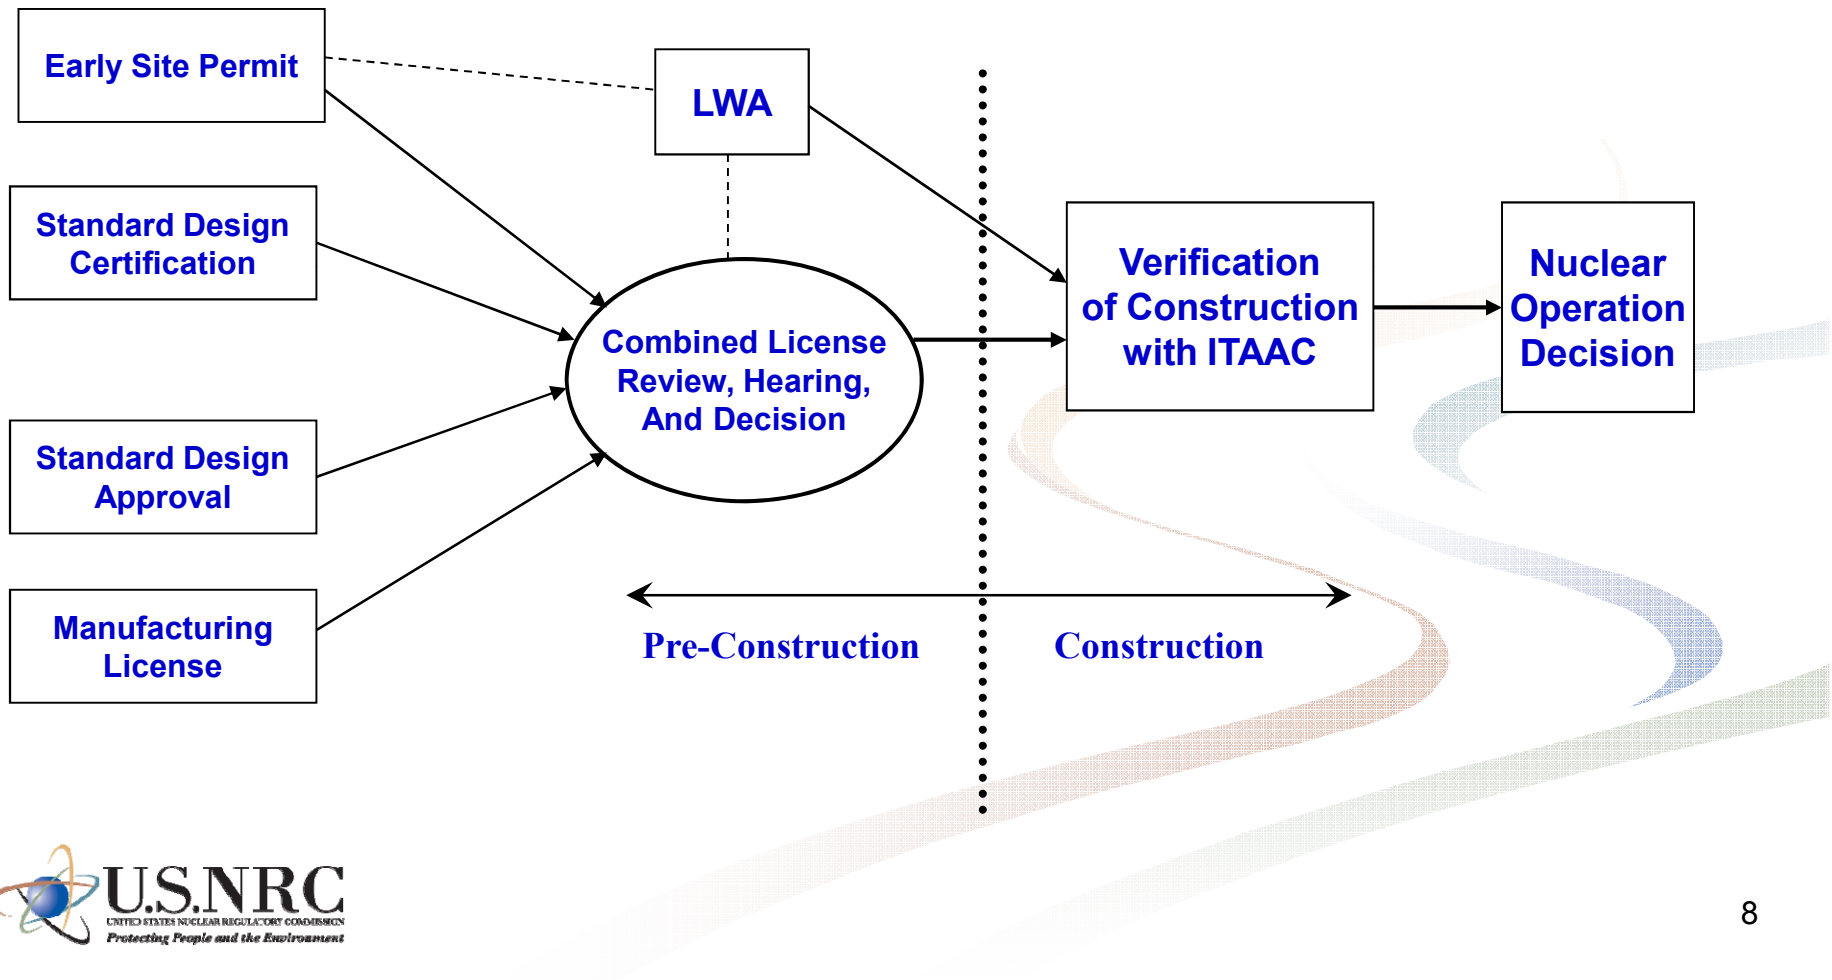 Early Site Permit
LWA
Standard Design
Certification
Verification
of Construction
with ITAAC
Nuclear
Operation
Decision
Combined License
Review, Hearing,
And Decision
Standard Design
Approval
Manufacturing
License
Pre-Construction
Construction
U.S.NRC
UNITED STATES NUCLEAR REGULATORY COMMISSION
Protecting People and the Environment
8